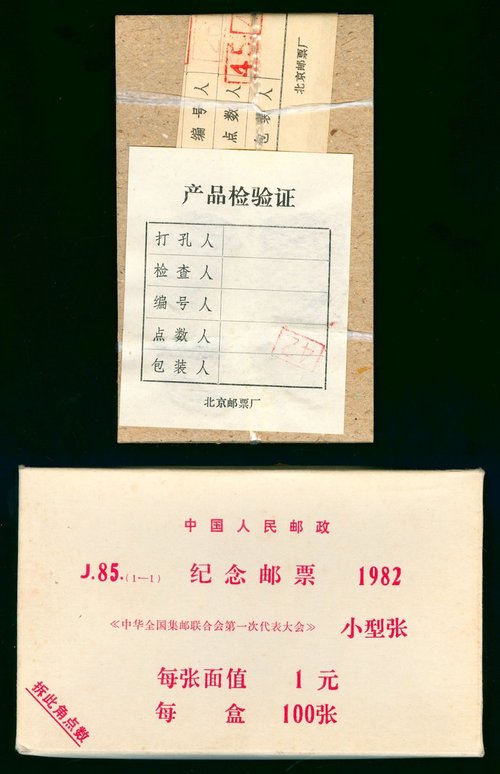 45
编号人
点数人
包装人
北京邮票厂
产品检验证
打孔人
检查人
编号人
点数人
包装人
北京邮票厂
中国人民邮政
J.85.(1—1) 纪念邮票 1982
《中华全国集邮联合会第一次代表大会》 小型张
每张面值 1元
每盒 100张
拆此角点数